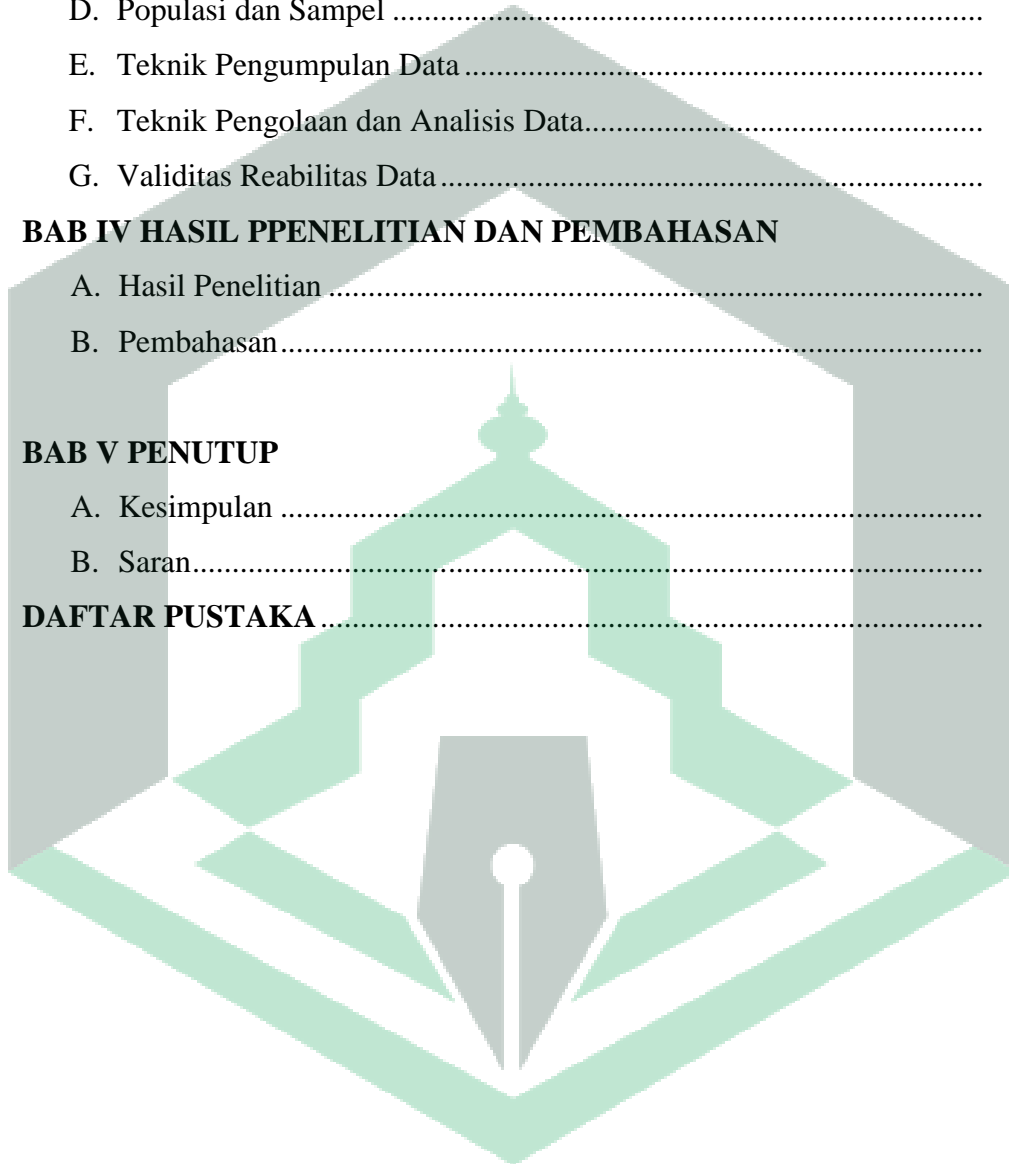 D. Populasi dan Sampel ...........................................................................
E. Teknik Pengumpulan Data ..................................................................
F. Teknik Pengolaan dan Analisis Data...................................................
G. Validitas Reabilitas Data .....................................................................
BAB IV HASIL PPENELITIAN DAN PEMBAHASAN
A. Hasil Penelitian ...................................................................................
B. Pembahasan.........................................................................................
BAB V PENUTUP
A. Kesimpulan .........................................................................................
B. Saran....................................................................................................
DAFTAR PUSTAKA ....................................................................................